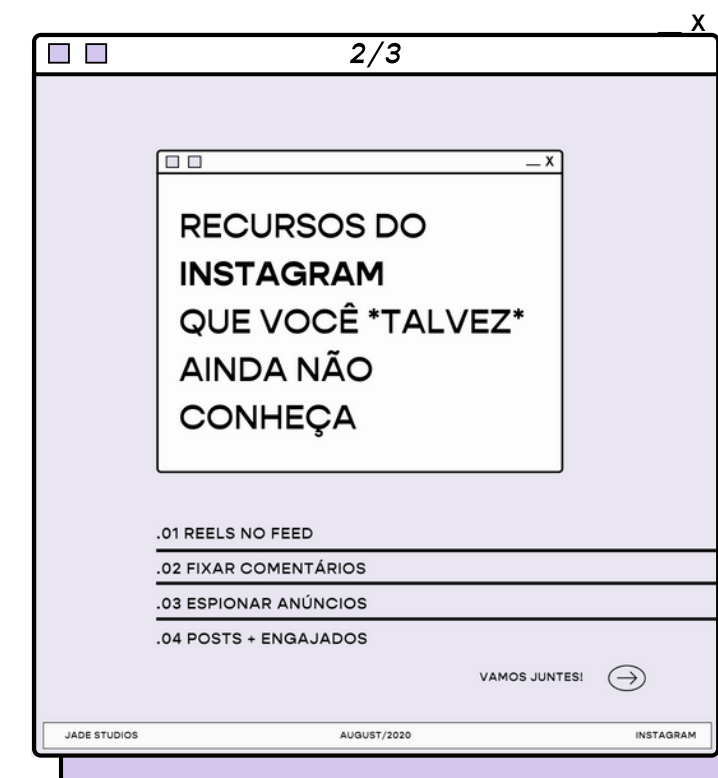 X
2/3
X
RECURSOS DO
INSTAGRAM
QUE VOCÊ *TALVEZ*
AINDA NÃO
CONHEÇA
.01 REELS NO FEED
.02 FIXAR COMENTÁRIOS
.03 ESPIONAR ANÚNCIOS
.04 POSTS + ENGAJADOS
VAMOS JUNTES!
JADE STUDIOS AUGUST/2020 INSTAGRAM